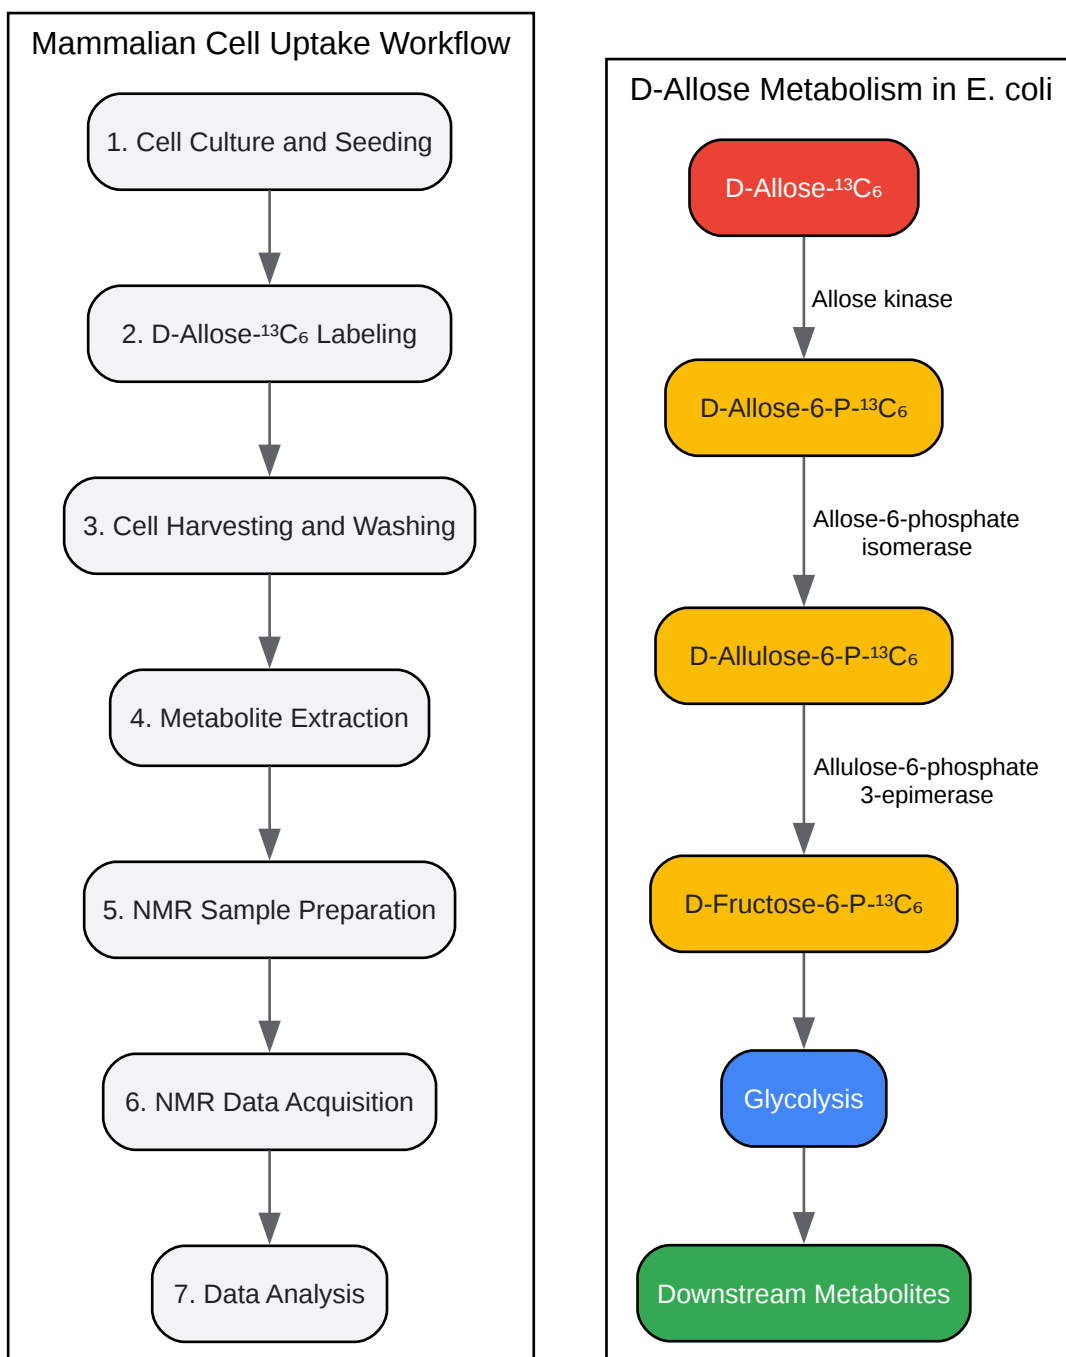 Mammalian Cell Uptake Workflow
1. Cell Culture and Seeding
2. D-Allose-¹³C₆ Labeling
3. Cell Harvesting and Washing
4. Metabolite Extraction
5. NMR Sample Preparation
6. NMR Data Acquisition
7. Data Analysis
D-Allose Metabolism in E. coli
D-Allose-¹³C₆
Allose kinase
D-Allose-6-P-¹³C₆
Allose-6-phosphate
isomerase
D-Allulose-6-P-¹³C₆
Allulose-6-phosphate
3-epimerase
D-Fructose-6-P-¹³C₆
Glycolysis
Downstream Metabolites